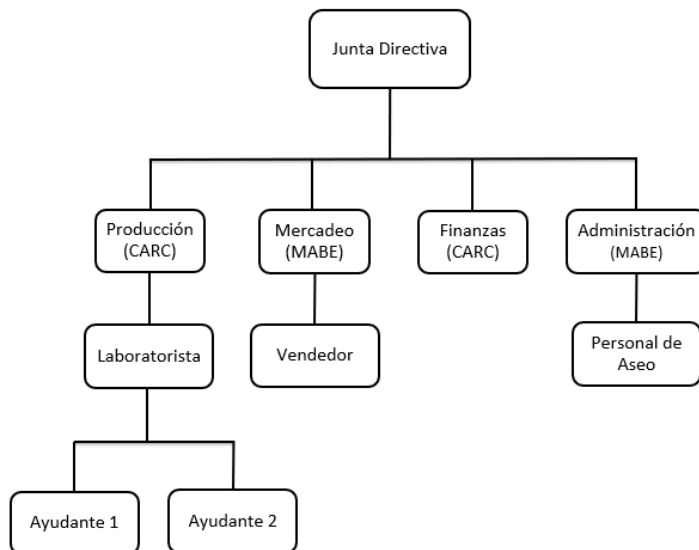 Junta Directiva
Producción
(CARC)
Mercadeo
(MABE)
Finanzas
(CARC)
Administración
(MABE)
Laboratorista
Vendedor
Personal de
Aseo
Ayudante 1
Ayudante 2